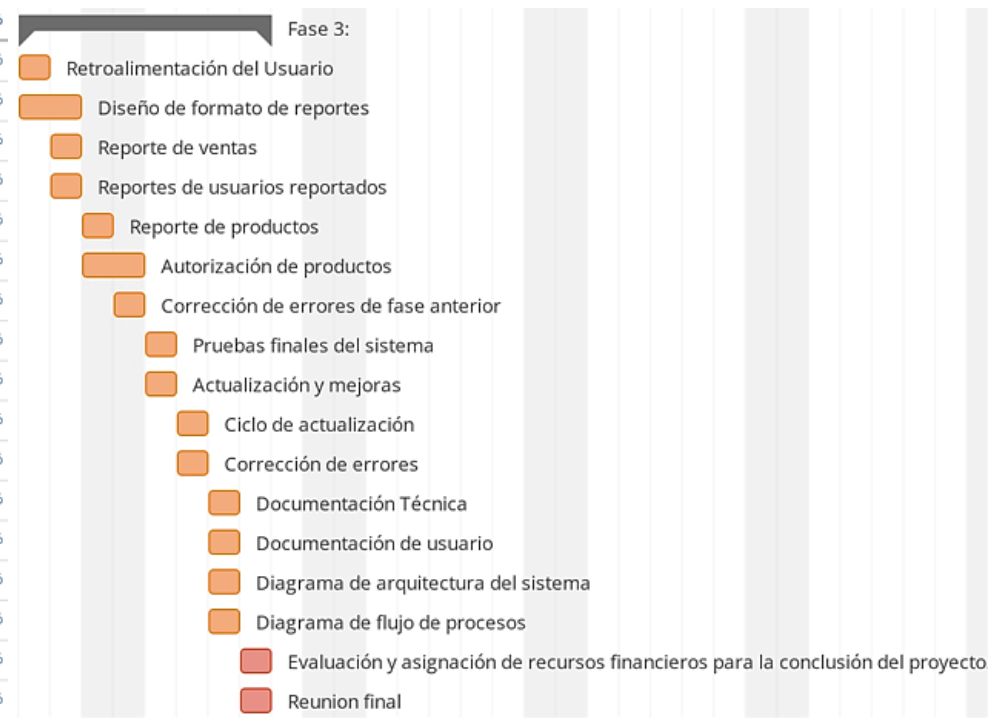 Fase 3:
Retroalimentación del Usuario
Diseño de formato de reportes
Reporte de ventas
Reportes de usuarios reportados
Reporte de productos
Autorización de productos
Corrección de errores de fase anterior
Pruebas finales del sistema
Actualización y mejoras
Ciclo de actualización
Corrección de errores
Documentación Técnica
Documentación de usuario
Diagrama de arquitectura del sistema
Diagrama de flujo de procesos
Evaluación y asignación de recursos financieros para la conclusión del proyecto
Reunion final